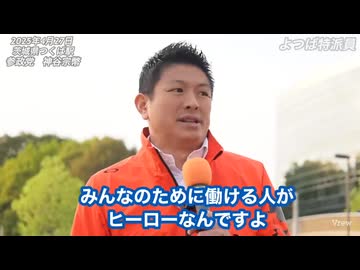 2025年4月27日
茨城県つくば駅
参政党 神谷宗幣
よつば特派員
みんなのために働ける人が
ヒーローなんですよ
Vrew